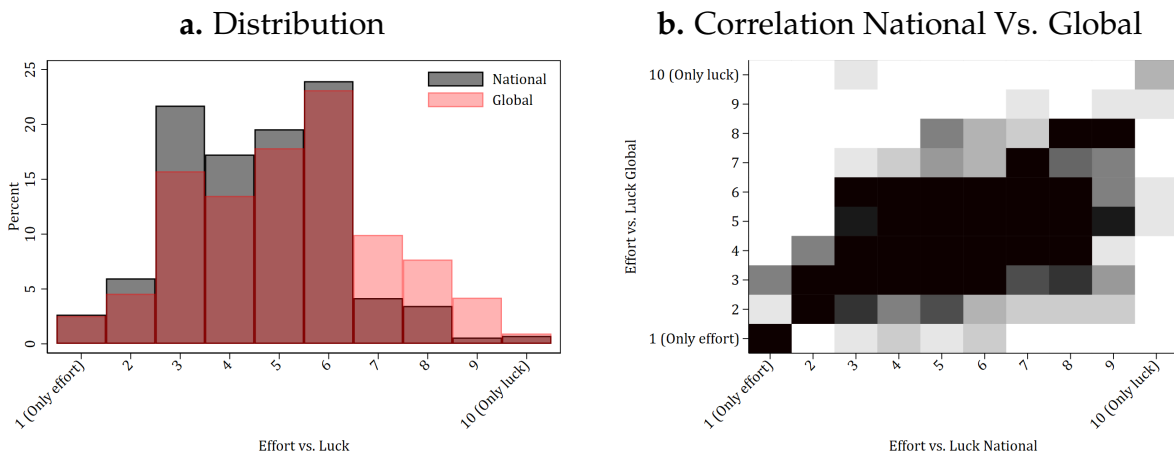 a. Distribution
25
20
15
10
5
0
Percent
National
Global
1 (Only effort)
2
3
4
5
6
7
8
9
10 (Only luck)
Effort vs. Luck
b. Correlation National Vs. Global
10 (Only luck)
9
8
7
6
5
4
3
2
1 (Only effort)
Effort vs. Luck Global
1 (Only effort)
2
3
4
5
6
7
8
9
10 (Only luck)
Effort vs. Luck National